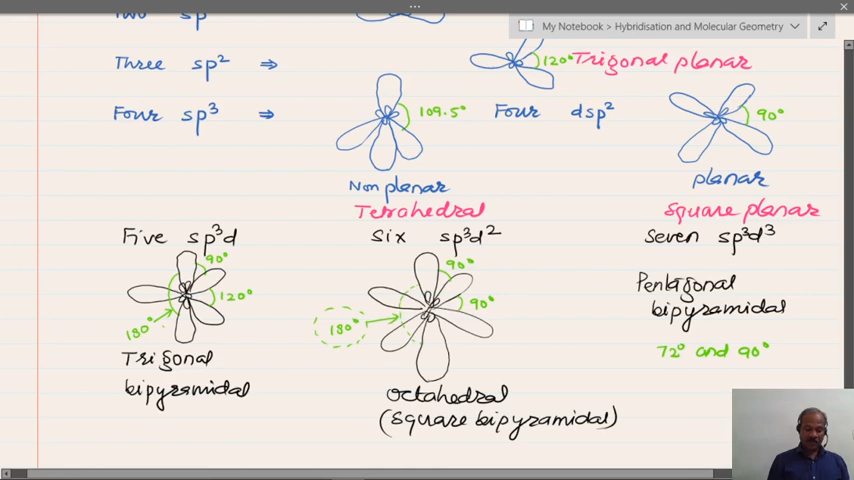 Two sp
My Notebook > Hybridisation and Molecular Geometry
Three sp² ⇒ 120° Trigonal planar
Four sp³ ⇒ 109.5° Four dsp² 90°
Non planar planar
Tetrahedral Square planar
Five sp³d Six sp³d² Seven sp³d³
90° 120° 180°
90° 90° 180°
Pentagonal
bipyramidal
72° and 90°
Trigonal
bipyramidal
Octahedral
(Square bipyramidal)